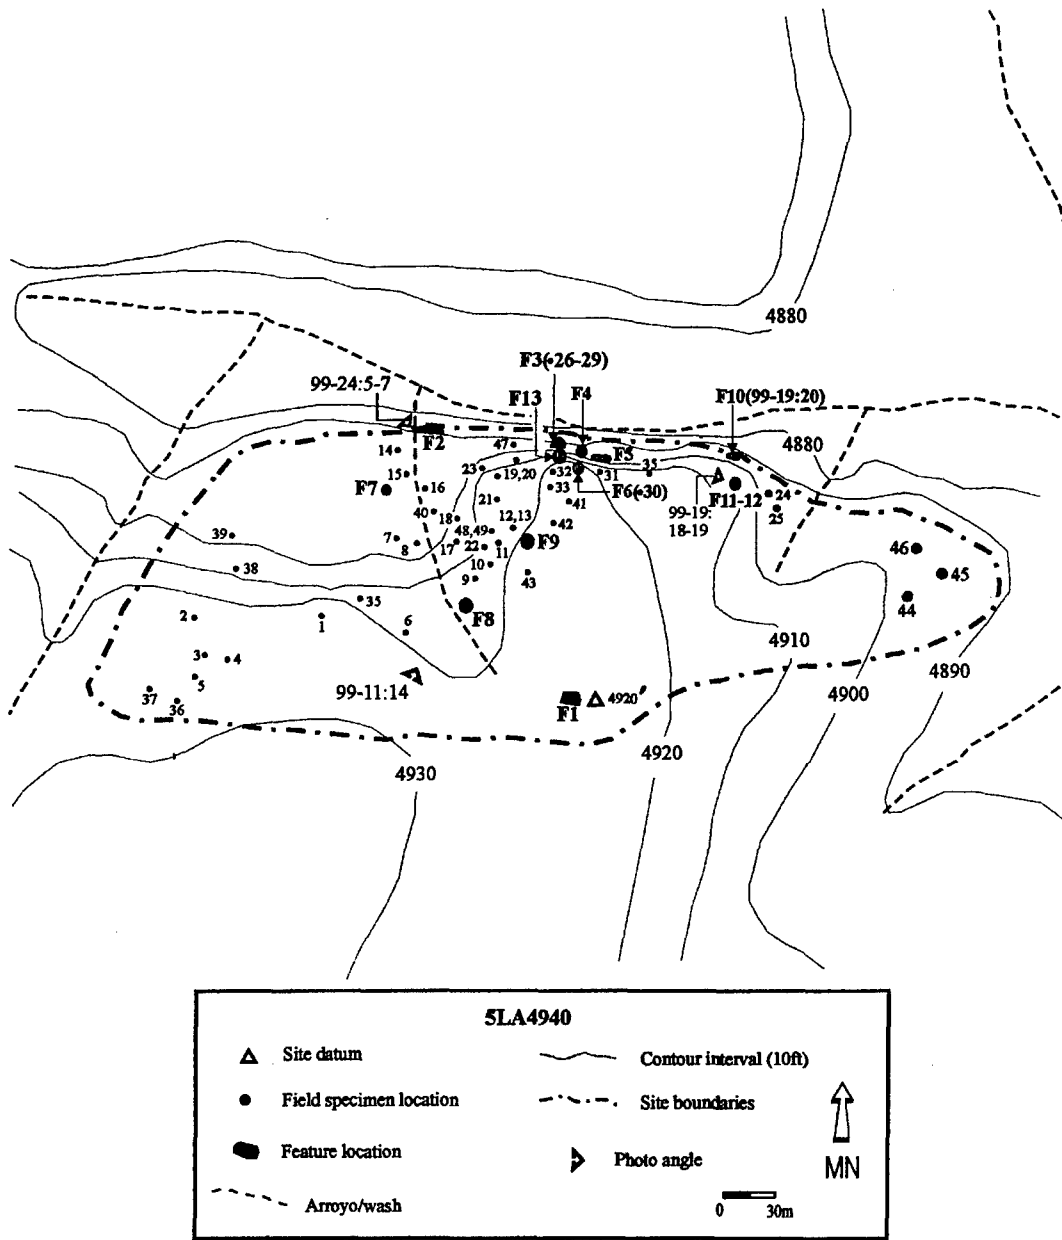 4880
F3(•26-29)
99-24:5-7
F13
F4
F10(99-19:20)
4880
F2
14
47
F5
23
19,20
32
31
35
15
F7
16
33
F6(•30)
99-19:
18-19
F11-12
24
25
40
18
21
12,13
41
42
48,49
39
7
8
17
22
11
F9
46
38
10
9
43
45
44
35
F8
2
1
6
4910
3
4
5
4890
4900
37
36
99-11:14
F1
4920'
4920
4930
5LA4940
Site datum
Contour interval (10ft)
Field specimen location
Site boundaries
Feature location
Photo angle
MN
Arroyo/wash
0 30m